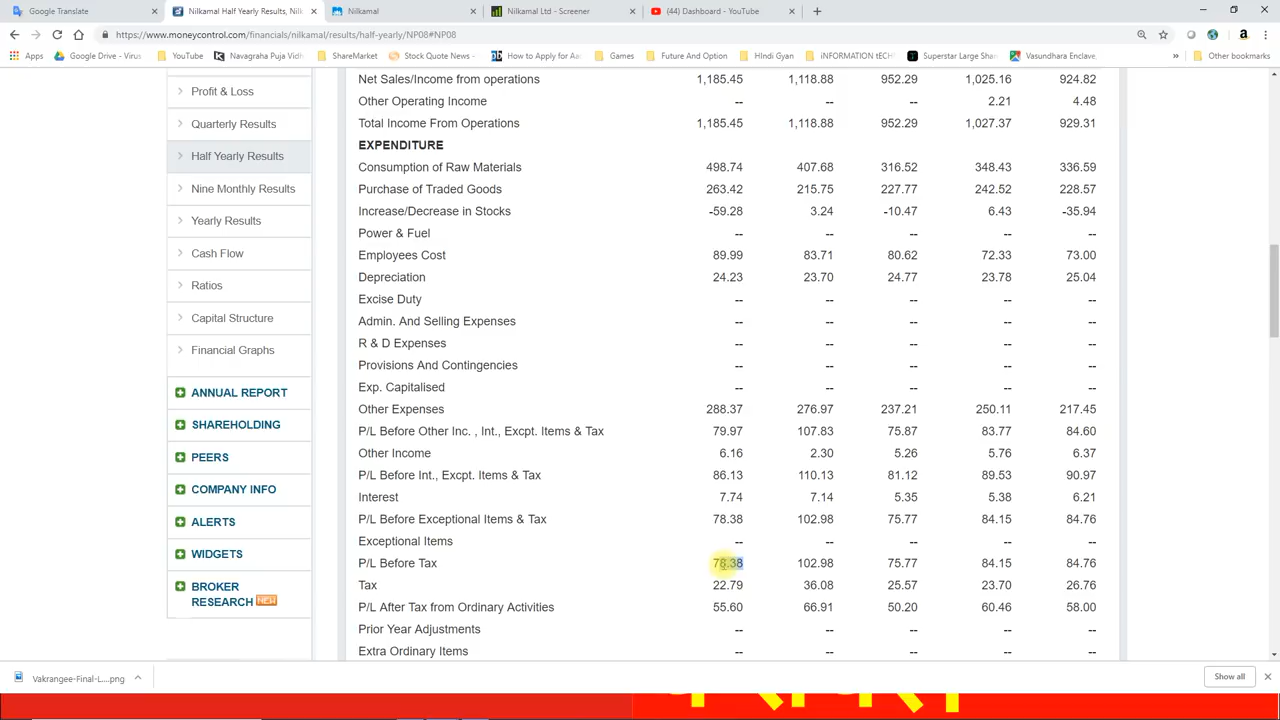 Google Translate
Nilkamal Half Yearly Results, Nilk
Nilkamal
Nilkamal Ltd - Screener
(44) Dashboard - YouTube
https://www.moneycontrol.com/financials/nilkamal/results/half-yearly/NP08#NP08
Apps
Google Drive - Virus
YouTube
Navagraha Puja Vidh
ShareMarket
Stock Quote News -
How to Apply for Aa
Games
Future And Option
HIndi Gyan
iNFORMATION tECH
Superstar Large Shar
Vasundhara Enclave,
»
Other bookmarks
Profit & Loss
Quarterly Results
Half Yearly Results
Nine Monthly Results
Yearly Results
Cash Flow
Ratios
Capital Structure
Financial Graphs
ANNUAL REPORT
SHAREHOLDING
PEERS
COMPANY INFO
ALERTS
WIDGETS
BROKER
RESEARCH NEW
Net Sales/Income from operations 1,185.45 1,118.88 952.29 1,025.16 924.82
Other Operating Income -- -- -- 2.21 4.48
Total Income From Operations 1,185.45 1,118.88 952.29 1,027.37 929.31
EXPENDITURE
Consumption of Raw Materials 498.74 407.68 316.52 348.43 336.59
Purchase of Traded Goods 263.42 215.75 227.77 242.52 228.57
Increase/Decrease in Stocks -59.28 3.24 -10.47 6.43 -35.94
Power & Fuel -- -- -- -- --
Employees Cost 89.99 83.71 80.62 72.33 73.00
Depreciation 24.23 23.70 24.77 23.78 25.04
Excise Duty -- -- -- -- --
Admin. And Selling Expenses -- -- -- -- --
R & D Expenses -- -- -- -- --
Provisions And Contingencies -- -- -- -- --
Exp. Capitalised -- -- -- -- --
Other Expenses 288.37 276.97 237.21 250.11 217.45
P/L Before Other Inc. , Int., Excpt. Items & Tax 79.97 107.83 75.87 83.77 84.60
Other Income 6.16 2.30 5.26 5.76 6.37
P/L Before Int., Excpt. Items & Tax 86.13 110.13 81.12 89.53 90.97
Interest 7.74 7.14 5.35 5.38 6.21
P/L Before Exceptional Items & Tax 78.38 102.98 75.77 84.15 84.76
Exceptional Items -- -- -- -- --
P/L Before Tax 78.38 102.98 75.77 84.15 84.76
Tax 22.79 36.08 25.57 23.70 26.76
P/L After Tax from Ordinary Activities 55.60 66.91 50.20 60.46 58.00
Prior Year Adjustments -- -- -- -- --
Extra Ordinary Items -- -- -- -- --
Vakrangee-Final-L....png
Show all